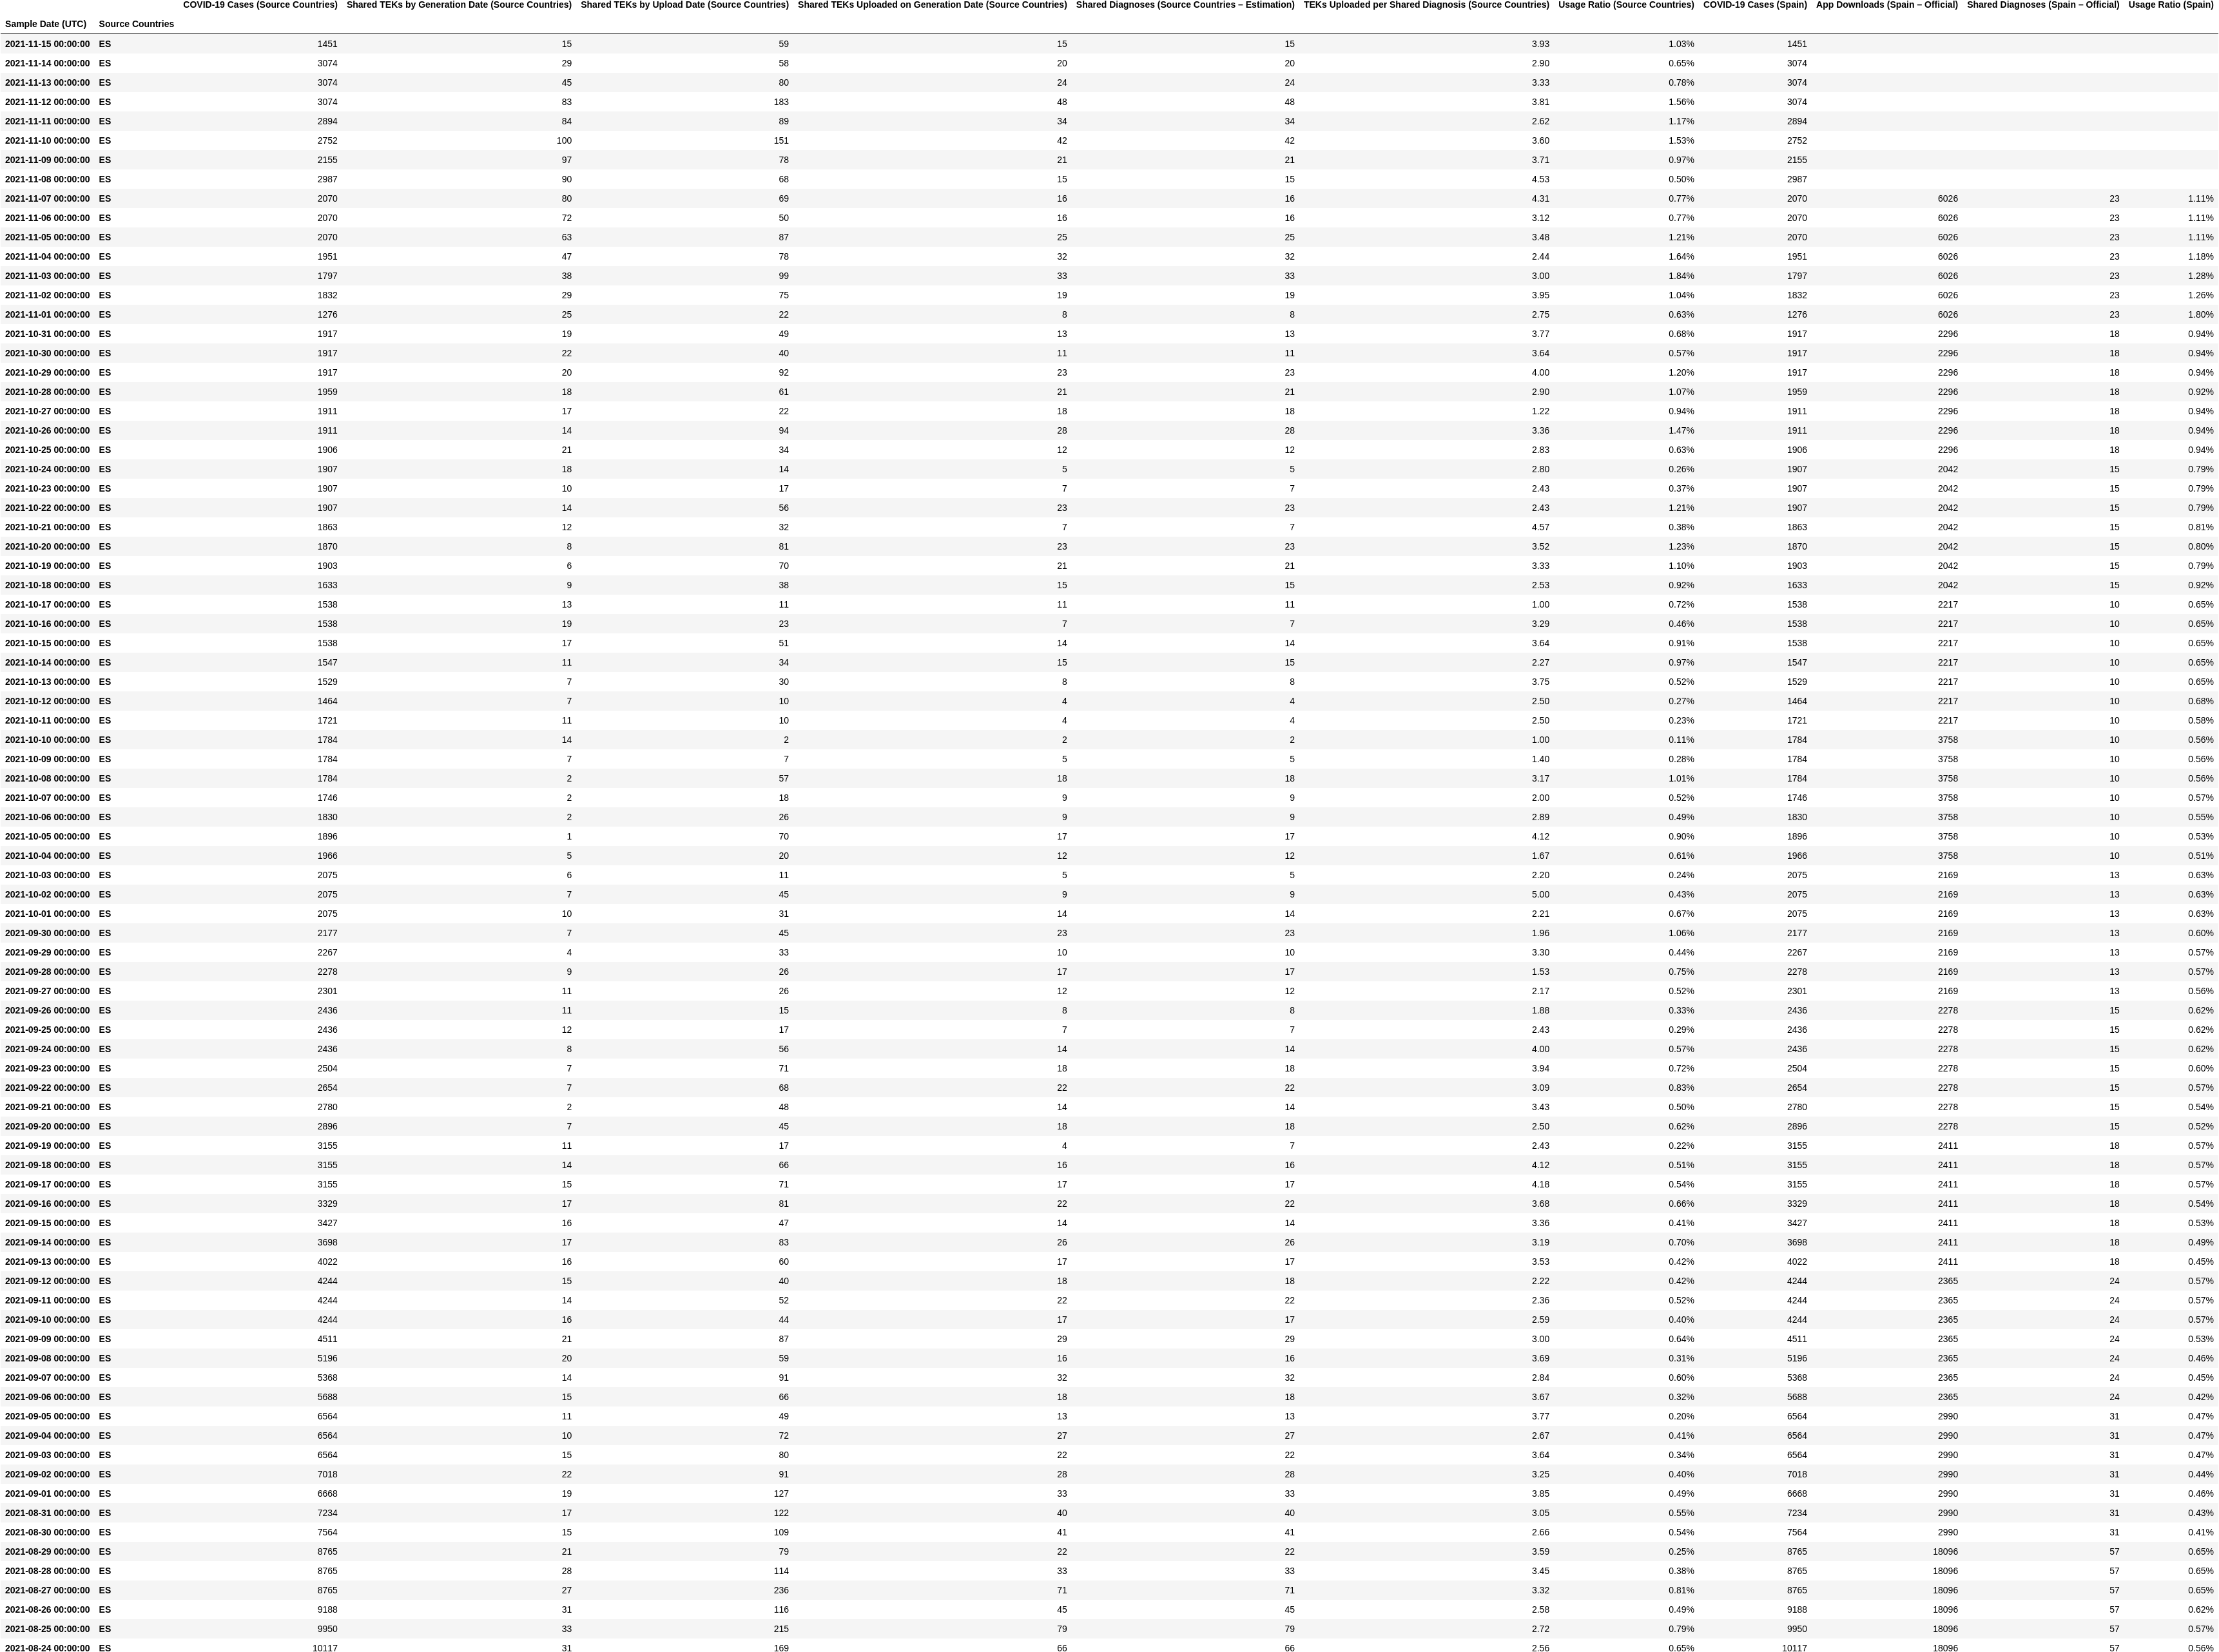 COVID-19 Cases (Source Countries) Shared TEKs by Generation Date (Source Countries) Shared TEKs by Upload Date (Source Countries) Shared TEKs Uploaded on Generation Date (Source Countries) Shared Diagnoses (Source Countries – Estimation) TEKs Uploaded per Shared Diagnosis (Source Countries) Usage Ratio (Source Countries) COVID-19 Cases (Spain) App Downloads (Spain – Official) Shared Diagnoses (Spain – Official) Usage Ratio (Spain)
Sample Date (UTC) Source Countries
2021-11-15 00:00:00 ES 1451 15 59 15 15 3.93 1.03% 1451
2021-11-14 00:00:00 ES 3074 29 58 20 20 2.90 0.65% 3074
2021-11-13 00:00:00 ES 3074 45 80 24 24 3.33 0.78% 3074
2021-11-12 00:00:00 ES 3074 83 183 48 48 3.81 1.56% 3074
2021-11-11 00:00:00 ES 2894 84 89 34 34 2.62 1.17% 2894
2021-11-10 00:00:00 ES 2752 100 151 42 42 3.60 1.53% 2752
2021-11-09 00:00:00 ES 2155 97 78 21 21 3.71 0.97% 2155
2021-11-08 00:00:00 ES 2987 90 68 15 15 4.53 0.50% 2987
2021-11-07 00:00:00 ES 2070 80 69 16 16 4.31 0.77% 2070 6026 23 1.11%
2021-11-06 00:00:00 ES 2070 72 50 16 16 3.12 0.77% 2070 6026 23 1.11%
2021-11-05 00:00:00 ES 2070 63 87 25 25 3.48 1.21% 2070 6026 23 1.11%
2021-11-04 00:00:00 ES 1951 47 78 32 32 2.44 1.64% 1951 6026 23 1.18%
2021-11-03 00:00:00 ES 1797 38 99 33 33 3.00 1.84% 1797 6026 23 1.28%
2021-11-02 00:00:00 ES 1832 29 75 19 19 3.95 1.04% 1832 6026 23 1.26%
2021-11-01 00:00:00 ES 1276 25 22 8 8 2.75 0.63% 1276 6026 23 1.80%
2021-10-31 00:00:00 ES 1917 19 49 13 13 3.77 0.68% 1917 2296 18 0.94%
2021-10-30 00:00:00 ES 1917 22 40 11 11 3.64 0.57% 1917 2296 18 0.94%
2021-10-29 00:00:00 ES 1917 20 92 23 23 4.00 1.20% 1917 2296 18 0.94%
2021-10-28 00:00:00 ES 1959 18 61 21 21 2.90 1.07% 1959 2296 18 0.92%
2021-10-27 00:00:00 ES 1911 17 22 18 18 1.22 0.94% 1911 2296 18 0.94%
2021-10-26 00:00:00 ES 1911 14 94 28 28 3.36 1.47% 1911 2296 18 0.94%
2021-10-25 00:00:00 ES 1906 21 34 12 12 2.83 0.63% 1906 2296 18 0.94%
2021-10-24 00:00:00 ES 1907 18 14 5 5 2.80 0.26% 1907 2042 15 0.79%
2021-10-23 00:00:00 ES 1907 10 17 7 7 2.43 0.37% 1907 2042 15 0.79%
2021-10-22 00:00:00 ES 1907 14 56 23 23 2.43 1.21% 1907 2042 15 0.79%
2021-10-21 00:00:00 ES 1863 12 32 7 7 4.57 0.38% 1863 2042 15 0.81%
2021-10-20 00:00:00 ES 1870 8 81 23 23 3.52 1.23% 1870 2042 15 0.80%
2021-10-19 00:00:00 ES 1903 6 70 21 21 3.33 1.10% 1903 2042 15 0.79%
2021-10-18 00:00:00 ES 1633 9 38 15 15 2.53 0.92% 1633 2042 15 0.92%
2021-10-17 00:00:00 ES 1538 13 11 11 11 1.00 0.72% 1538 2217 10 0.65%
2021-10-16 00:00:00 ES 1538 19 23 7 7 3.29 0.46% 1538 2217 10 0.65%
2021-10-15 00:00:00 ES 1538 17 51 14 14 3.64 0.91% 1538 2217 10 0.65%
2021-10-14 00:00:00 ES 1547 11 34 15 15 2.27 0.97% 1547 2217 10 0.65%
2021-10-13 00:00:00 ES 1529 7 30 8 8 3.75 0.52% 1529 2217 10 0.65%
2021-10-12 00:00:00 ES 1464 7 10 4 4 2.50 0.27% 1464 2217 10 0.68%
2021-10-11 00:00:00 ES 1721 11 10 4 4 2.50 0.23% 1721 2217 10 0.58%
2021-10-10 00:00:00 ES 1784 14 2 2 2 1.00 0.11% 1784 3758 10 0.56%
2021-10-09 00:00:00 ES 1784 7 7 5 5 1.40 0.28% 1784 3758 10 0.56%
2021-10-08 00:00:00 ES 1784 2 57 18 18 3.17 1.01% 1784 3758 10 0.56%
2021-10-07 00:00:00 ES 1746 2 18 9 9 2.00 0.52% 1746 3758 10 0.57%
2021-10-06 00:00:00 ES 1830 2 26 9 9 2.89 0.49% 1830 3758 10 0.55%
2021-10-05 00:00:00 ES 1896 1 70 17 17 4.12 0.90% 1896 3758 10 0.53%
2021-10-04 00:00:00 ES 1966 5 20 12 12 1.67 0.61% 1966 3758 10 0.51%
2021-10-03 00:00:00 ES 2075 6 11 5 5 2.20 0.24% 2075 2169 13 0.63%
2021-10-02 00:00:00 ES 2075 7 45 9 9 5.00 0.43% 2075 2169 13 0.63%
2021-10-01 00:00:00 ES 2075 10 31 14 14 2.21 0.67% 2075 2169 13 0.63%
2021-09-30 00:00:00 ES 2177 7 45 23 23 1.96 1.06% 2177 2169 13 0.60%
2021-09-29 00:00:00 ES 2267 4 33 10 10 3.30 0.44% 2267 2169 13 0.57%
2021-09-28 00:00:00 ES 2278 9 26 17 17 1.53 0.75% 2278 2169 13 0.57%
2021-09-27 00:00:00 ES 2301 11 26 12 12 2.17 0.52% 2301 2169 13 0.56%
2021-09-26 00:00:00 ES 2436 11 15 8 8 1.88 0.33% 2436 2278 15 0.62%
2021-09-25 00:00:00 ES 2436 12 17 7 7 2.43 0.29% 2436 2278 15 0.62%
2021-09-24 00:00:00 ES 2436 8 56 14 14 4.00 0.57% 2436 2278 15 0.62%
2021-09-23 00:00:00 ES 2504 7 71 18 18 3.94 0.72% 2504 2278 15 0.60%
2021-09-22 00:00:00 ES 2654 7 68 22 22 3.09 0.83% 2654 2278 15 0.57%
2021-09-21 00:00:00 ES 2780 2 48 14 14 3.43 0.50% 2780 2278 15 0.54%
2021-09-20 00:00:00 ES 2896 7 45 18 18 2.50 0.62% 2896 2278 15 0.52%
2021-09-19 00:00:00 ES 3155 11 17 4 7 2.43 0.22% 3155 2411 18 0.57%
2021-09-18 00:00:00 ES 3155 14 66 16 16 4.12 0.51% 3155 2411 18 0.57%
2021-09-17 00:00:00 ES 3155 15 71 17 17 4.18 0.54% 3155 2411 18 0.57%
2021-09-16 00:00:00 ES 3329 17 81 22 22 3.68 0.66% 3329 2411 18 0.54%
2021-09-15 00:00:00 ES 3427 16 47 14 14 3.36 0.41% 3427 2411 18 0.53%
2021-09-14 00:00:00 ES 3698 17 83 26 26 3.19 0.70% 3698 2411 18 0.49%
2021-09-13 00:00:00 ES 4022 16 60 17 17 3.53 0.42% 4022 2411 18 0.45%
2021-09-12 00:00:00 ES 4244 15 40 18 18 2.22 0.42% 4244 2365 24 0.57%
2021-09-11 00:00:00 ES 4244 14 52 22 22 2.36 0.52% 4244 2365 24 0.57%
2021-09-10 00:00:00 ES 4244 16 44 17 17 2.59 0.40% 4244 2365 24 0.57%
2021-09-09 00:00:00 ES 4511 21 87 29 29 3.00 0.64% 4511 2365 24 0.53%
2021-09-08 00:00:00 ES 5196 20 59 16 16 3.69 0.31% 5196 2365 24 0.46%
2021-09-07 00:00:00 ES 5368 14 91 32 32 2.84 0.60% 5368 2365 24 0.45%
2021-09-06 00:00:00 ES 5688 15 66 18 18 3.67 0.32% 5688 2365 24 0.42%
2021-09-05 00:00:00 ES 6564 11 49 13 13 3.77 0.20% 6564 2990 31 0.47%
2021-09-04 00:00:00 ES 6564 10 72 27 27 2.67 0.41% 6564 2990 31 0.47%
2021-09-03 00:00:00 ES 6564 15 80 22 22 3.64 0.34% 6564 2990 31 0.47%
2021-09-02 00:00:00 ES 7018 22 91 28 28 3.25 0.40% 7018 2990 31 0.44%
2021-09-01 00:00:00 ES 6668 19 127 33 33 3.85 0.49% 6668 2990 31 0.46%
2021-08-31 00:00:00 ES 7234 17 122 40 40 3.05 0.55% 7234 2990 31 0.43%
2021-08-30 00:00:00 ES 7564 15 109 41 41 2.66 0.54% 7564 2990 31 0.41%
2021-08-29 00:00:00 ES 8765 21 79 22 22 3.59 0.25% 8765 18096 57 0.65%
2021-08-28 00:00:00 ES 8765 28 114 33 33 3.45 0.38% 8765 18096 57 0.65%
2021-08-27 00:00:00 ES 8765 27 236 71 71 3.32 0.81% 8765 18096 57 0.65%
2021-08-26 00:00:00 ES 9188 31 116 45 45 2.58 0.49% 9188 18096 57 0.62%
2021-08-25 00:00:00 ES 9950 33 215 79 79 2.72 0.79% 9950 18096 57 0.57%
2021-08-24 00:00:00 ES 10117 31 169 66 66 2.56 0.65% 10117 18096 57 0.56%